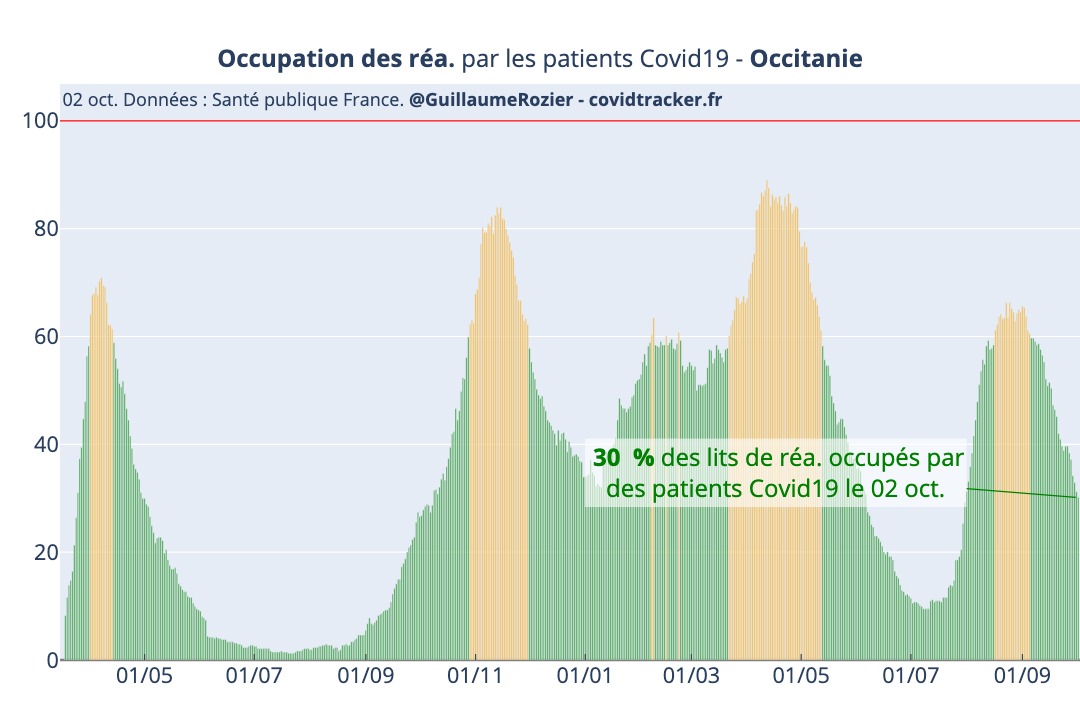 Occupation des réa. par les patients Covid19 - Occitanie
02 oct. Données : Santé publique France. @GuillaumeRozier - covidtracker.fr
100
80
60
40
20
0
30 % des lits de réa. occupés par
des patients Covid19 le 02 oct.
01/05 01/07 01/09 01/11 01/01 01/03 01/05 01/07 01/09